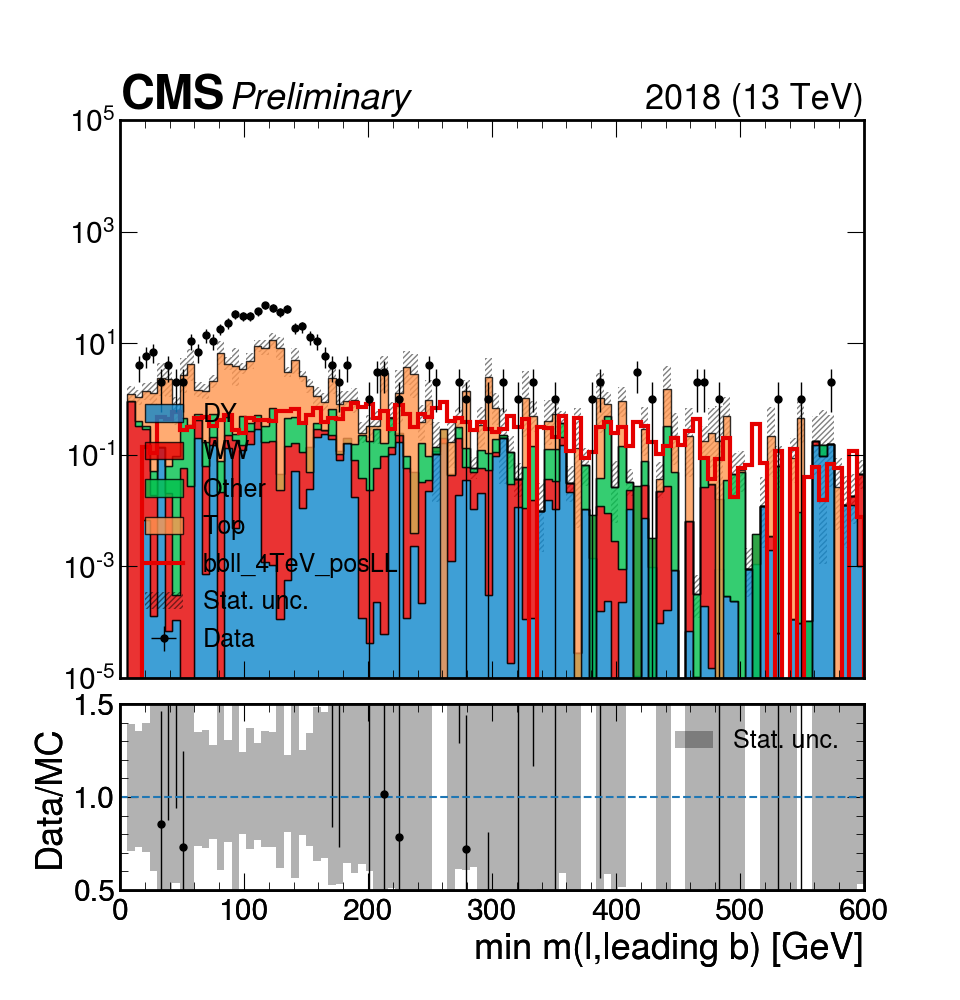 CMS Preliminary 2018 (13 TeV)
10^5
10^3
10^1
10^-1
10^-3
10^-5
DY
WW
Other
Top
bbll_4TeV_posLL
Stat. unc.
Data
1.5
1.0
0.5
Data/MC
Stat. unc.
0 100 200 300 400 500 600
min m(l,leading b) [GeV]